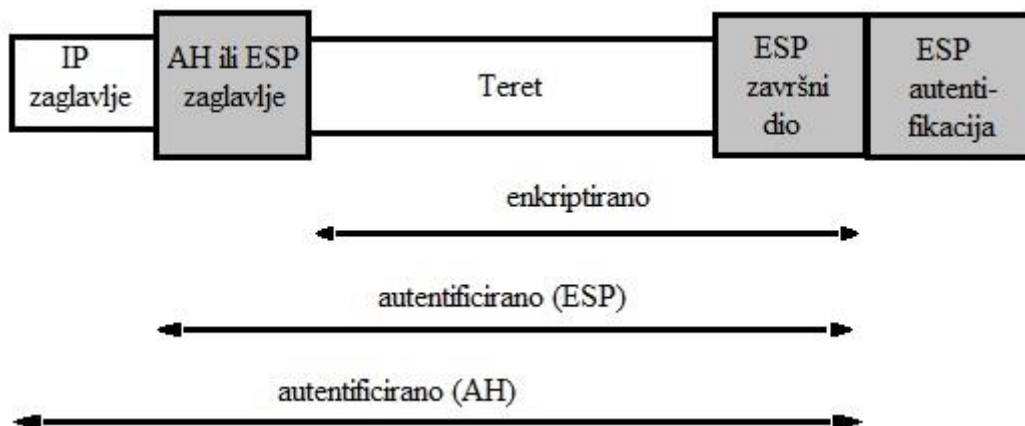 IP
zaglavlje
AH ili ESP
zaglavlje
Teret
ESP
završni
dio
ESP
autenti-
fikacija
enkriptirano
autentificirano (ESP)
autentificirano (AH)